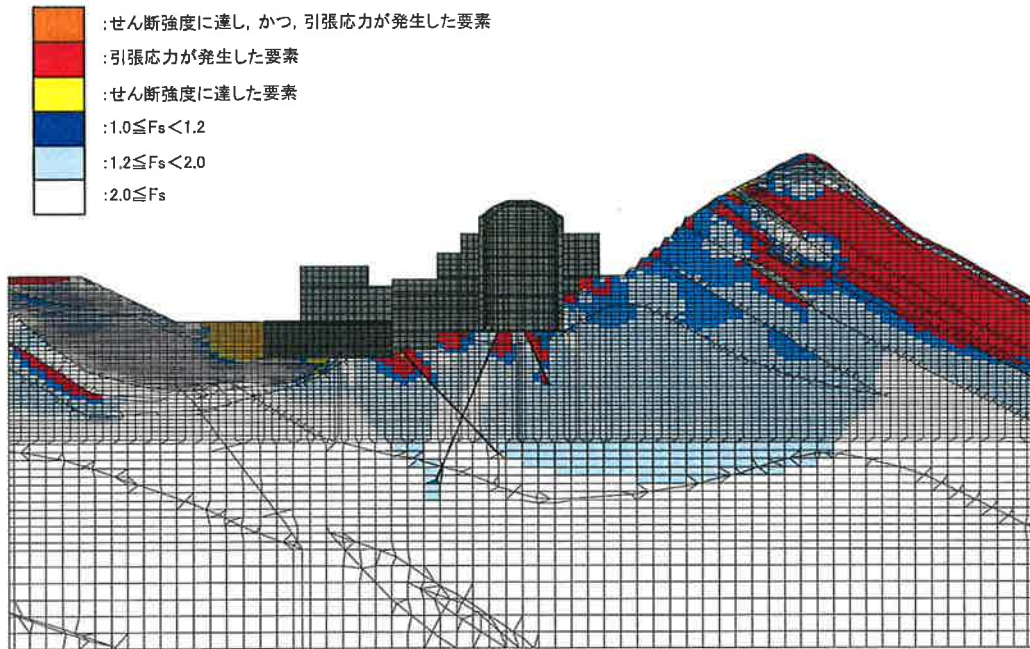 :せん断強度に達し, かつ, 引張応力が発生した要素
:引張応力が発生した要素
:せん断強度に達した要素
:1.0≦Fs<1.2
:1.2≦Fs<2.0
:2.0≦Fs